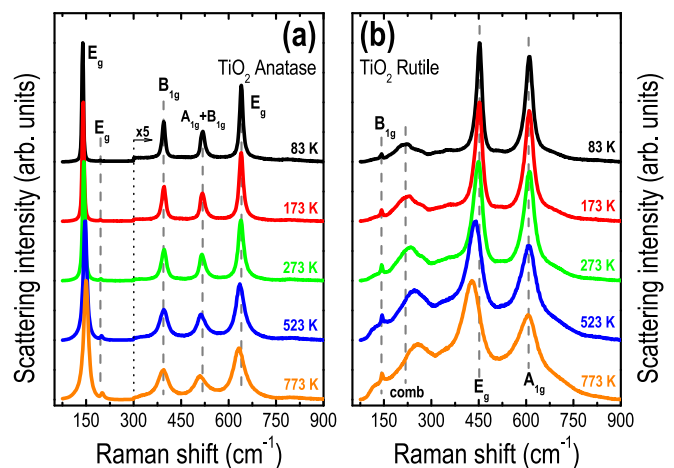 (a)
TiO2 Anatase
Eg
Eg
x5
B1g
A1g+B1g
Eg
83 K
173 K
273 K
523 K
773 K
150 300 450 600 750 900
Raman shift (cm-1)
Scattering intensity (arb. units)
(b)
TiO2 Rutile
B1g
83 K
173 K
273 K
523 K
773 K
comb
Eg
A1g
150 300 450 600 750 900
Raman shift (cm-1)
Scattering intensity (arb. units)